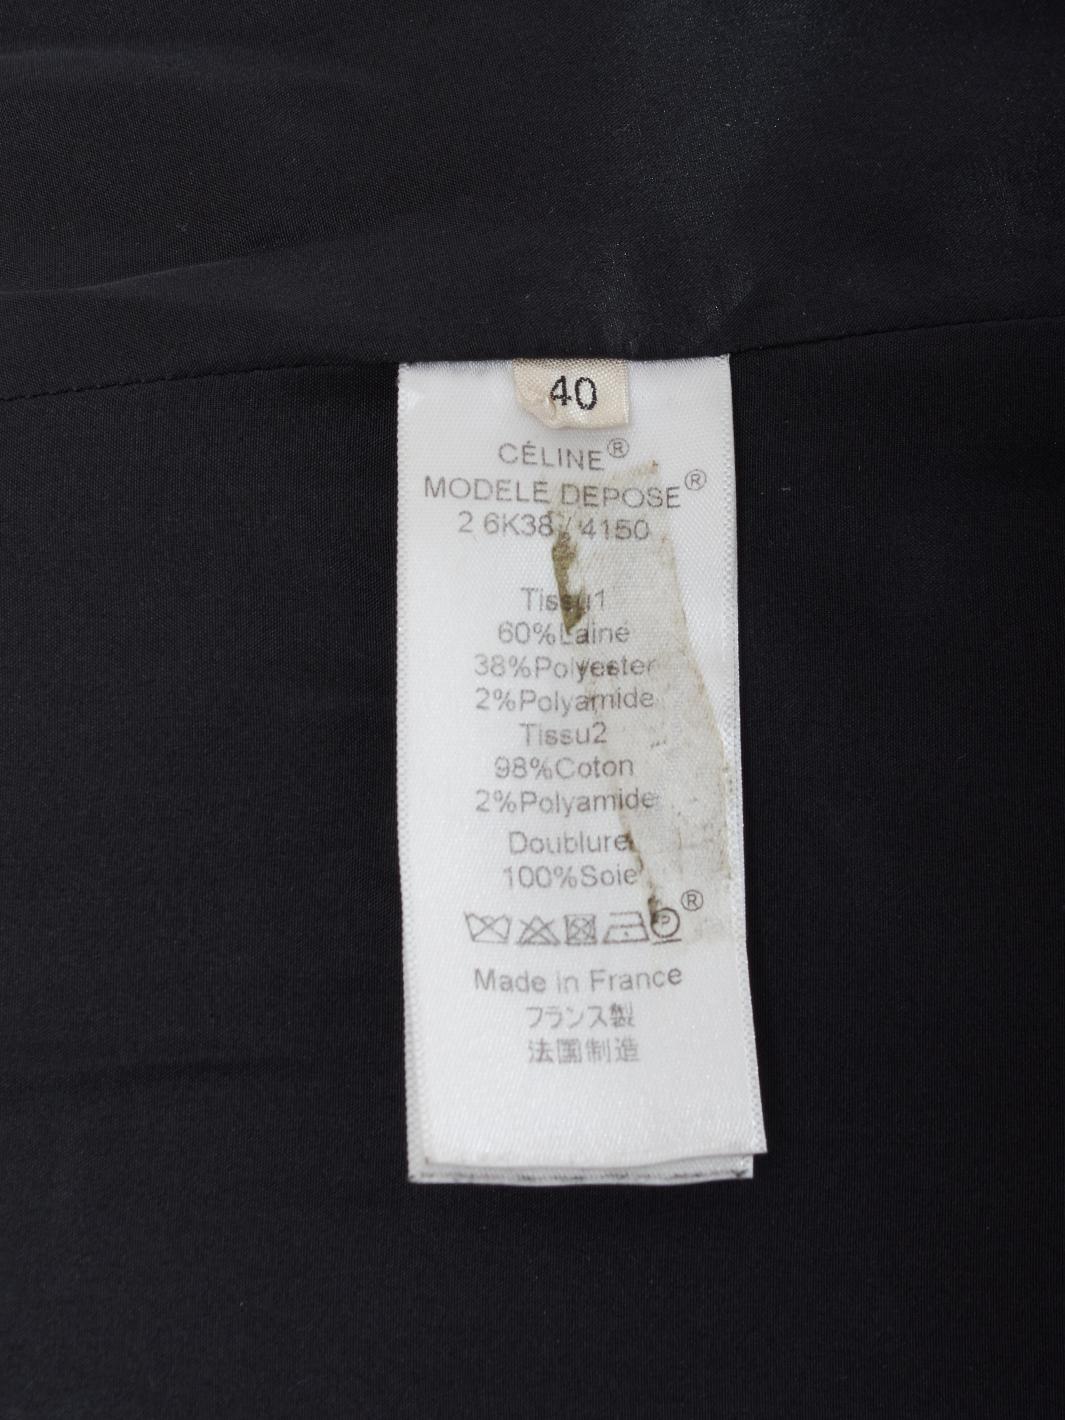 40
CÉLINE®
MODELE DEPOSE®
2 6K38 / 4150
Tissu1
60%Laine
38%Polyester
2%Polyamide
Tissu2
98%Coton
2%Polyamide
Doublure
100%Soie
P ®
Made in France
フランス製
法国制造